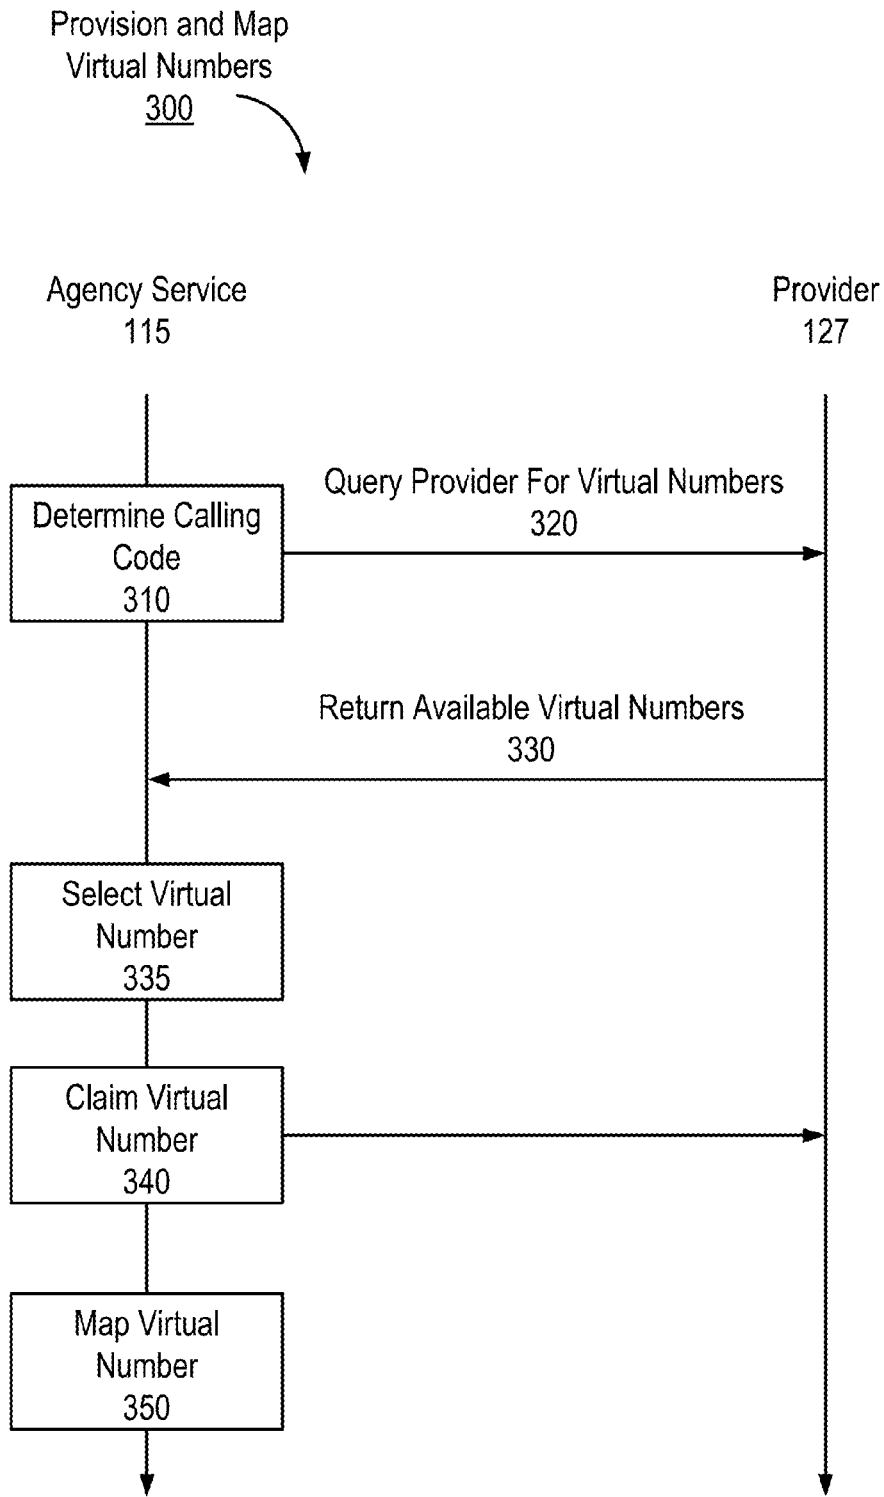 Provision and Map
Virtual Numbers
300
Agency Service
115
Provider
127
Determine Calling
Code
310
Query Provider For Virtual Numbers
320
Return Available Virtual Numbers
330
Select Virtual
Number
335
Claim Virtual
Number
340
Map Virtual
Number
350